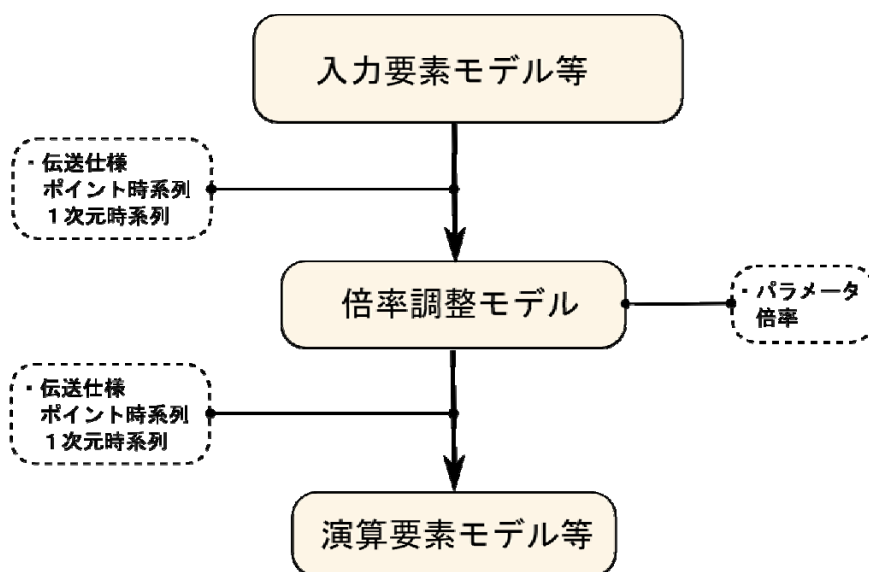 入力要素モデル等
・伝送仕様
ポイント時系列
１次元時系列
倍率調整モデル
・パラメータ
倍率
・伝送仕様
ポイント時系列
１次元時系列
演算要素モデル等